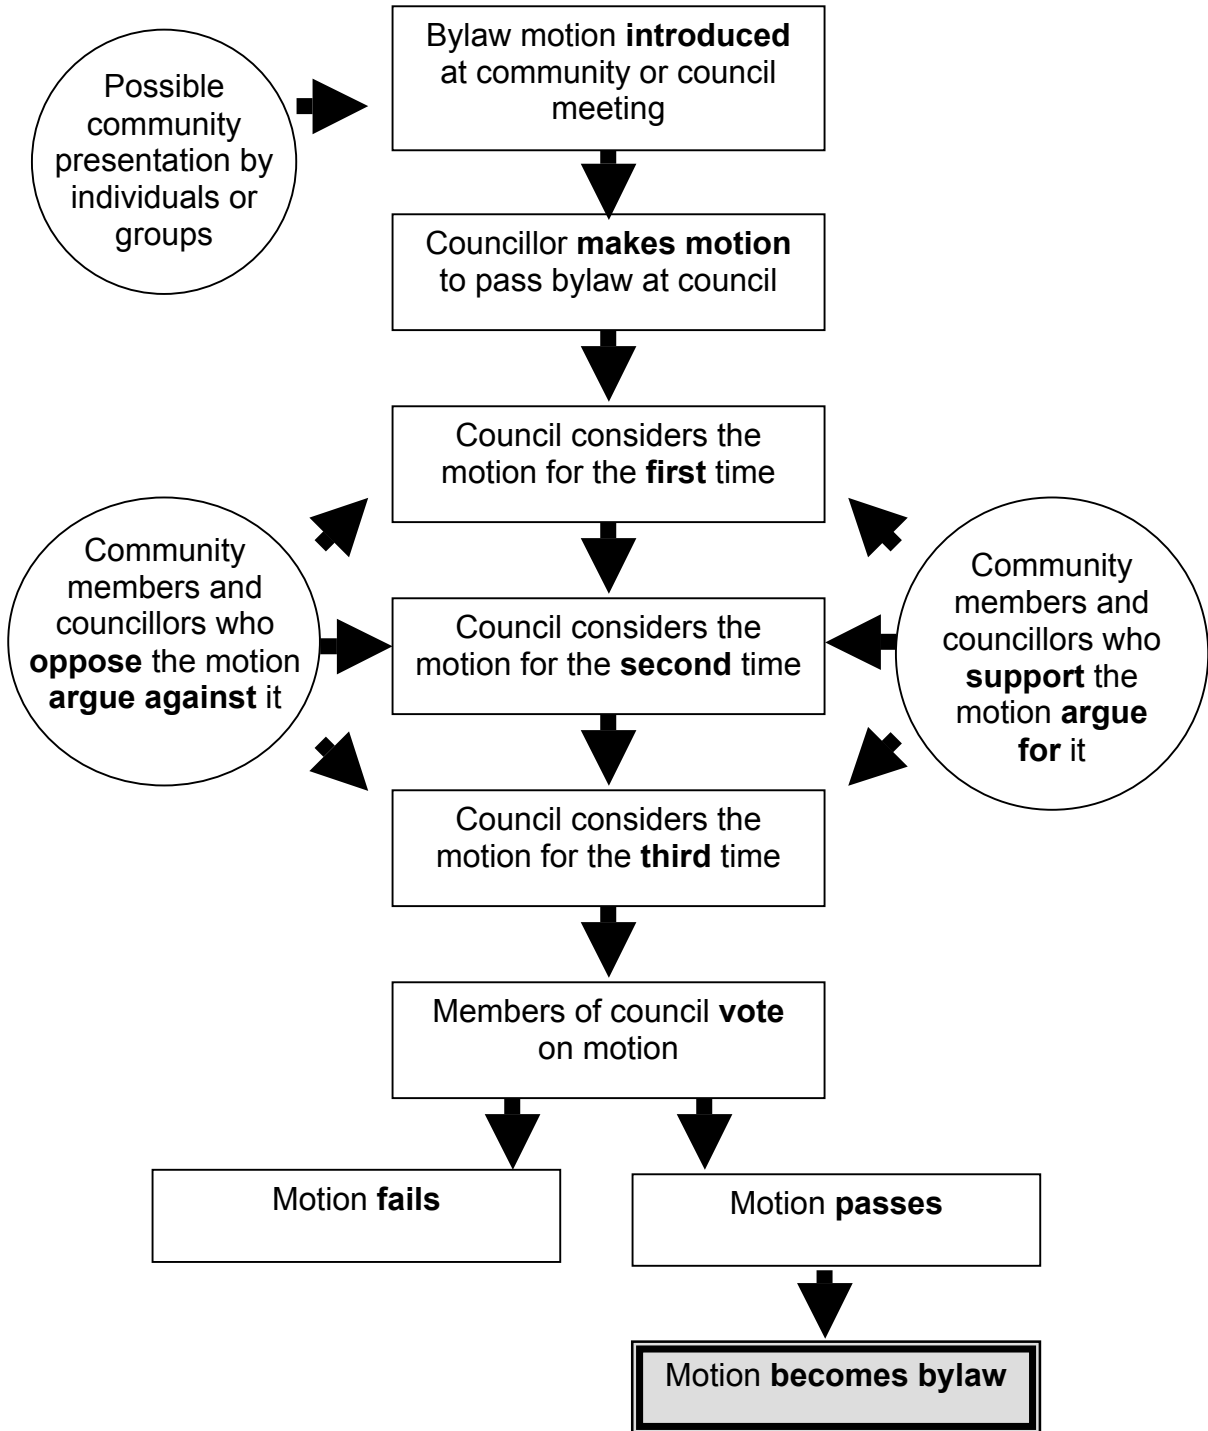 Bylaw motion introduced
at community or council
meeting
Possible
community
presentation by
individuals or
groups
Councillor makes motion
to pass bylaw at council
Council considers the
motion for the first time
Community
members and
councillors who
oppose the motion
argue against it
Council considers the
motion for the second time
Community
members and
councillors who
support the
motion argue
for it
Council considers the
motion for the third time
Members of council vote
on motion
Motion fails
Motion passes
Motion becomes bylaw